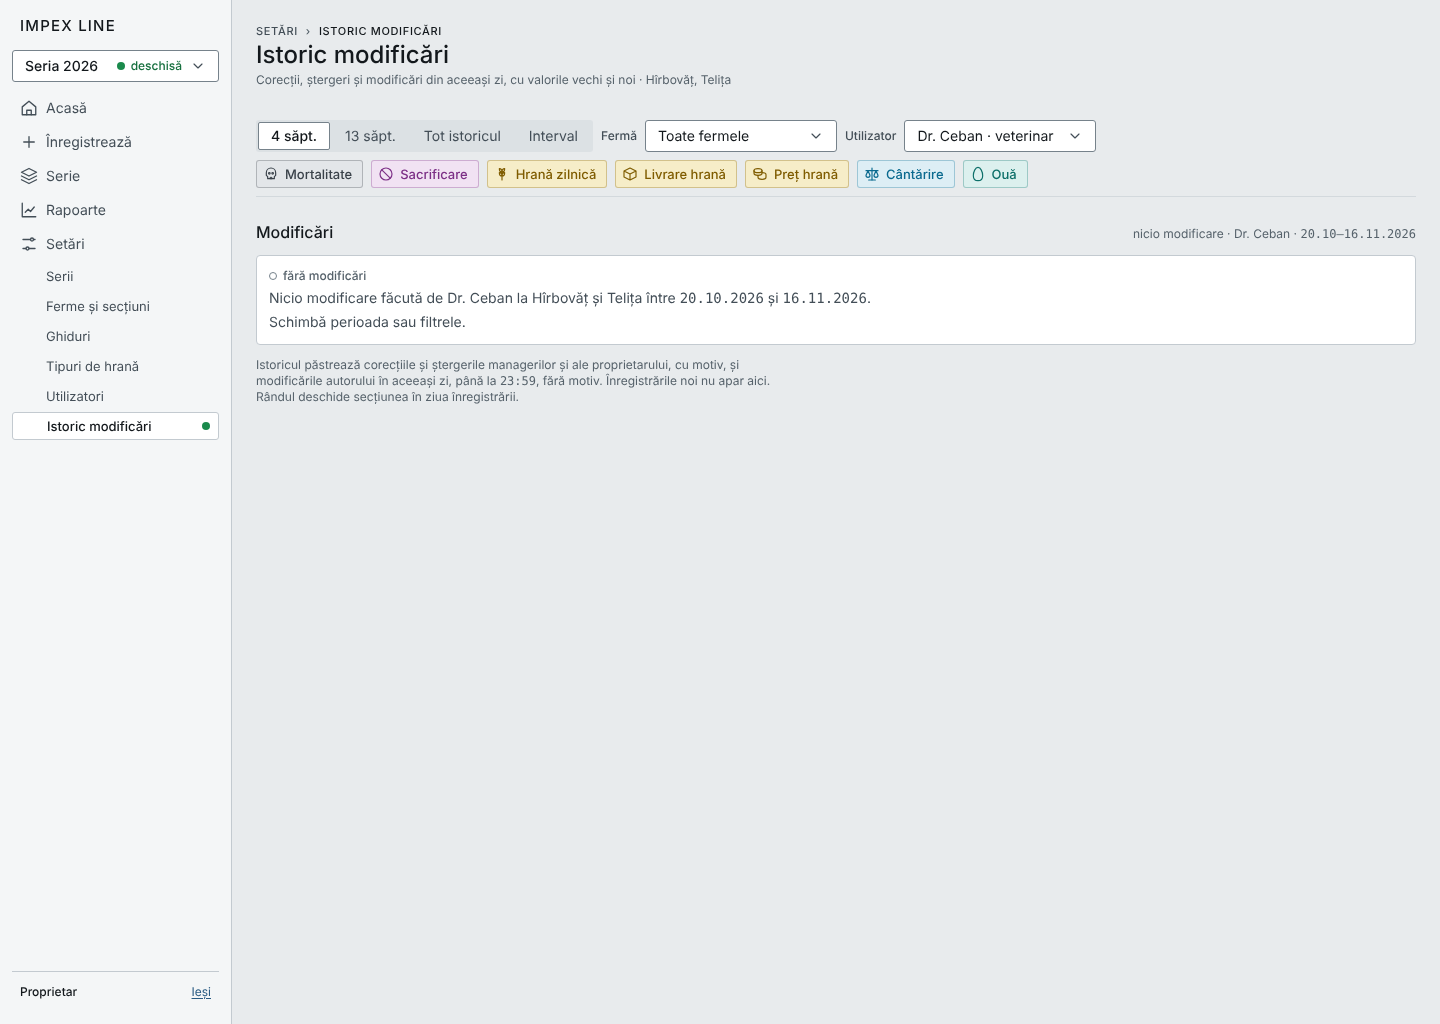 IMPEX LINE
Seria 2026 deschisă
Acasă
Înregistrează
Serie
Rapoarte
Setări
Serii
Ferme și secțiuni
Ghiduri
Tipuri de hrană
Utilizatori
Istoric modificări
Proprietar Ieși
SETĂRI › ISTORIC MODIFICĂRI
Istoric modificări
Corecții, ștergeri și modificări din aceeași zi, cu valorile vechi și noi · Hîrbovăț, Telița
4 săpt. 13 săpt. Tot istoricul Interval Fermă Toate fermele Utilizator Dr. Ceban · veterinar
Mortalitate Sacrificare Hrană zilnică Livrare hrană Preț hrană Cântărire Ouă
Modificări nicio modificare · Dr. Ceban · 20.10–16.11.2026
fără modificări
Nicio modificare făcută de Dr. Ceban la Hîrbovăț și Telița între 20.10.2026 și 16.11.2026.
Schimbă perioada sau filtrele.
Istoricul păstrează corecțiile și ștergerile managerilor și ale proprietarului, cu motiv, și
modificările autorului în aceeași zi, până la 23:59, fără motiv. Înregistrările noi nu apar aici.
Rândul deschide secțiunea în ziua înregistrării.